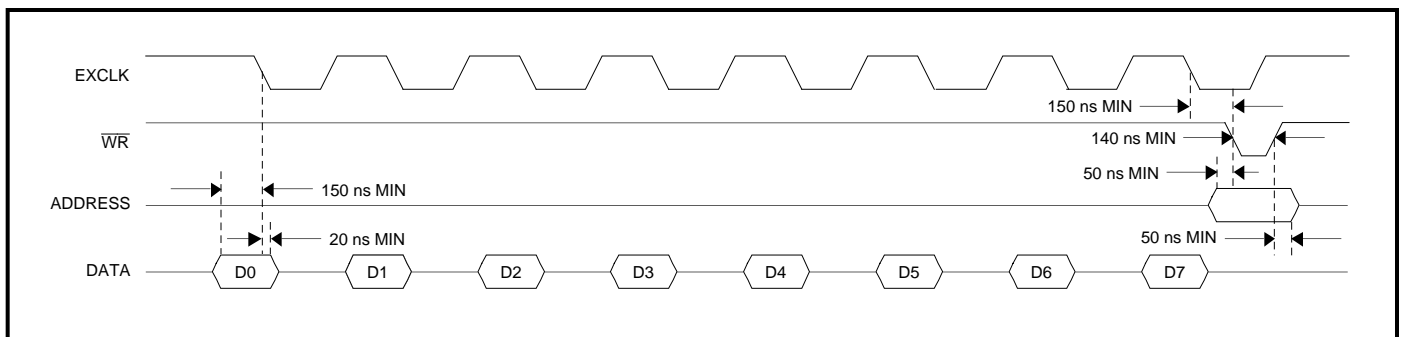 EXCLK
150 ns MIN
W̅R̅
140 ns MIN
50 ns MIN
150 ns MIN
ADDRESS
20 ns MIN
50 ns MIN
DATA
D0
D1
D2
D3
D4
D5
D6
D7